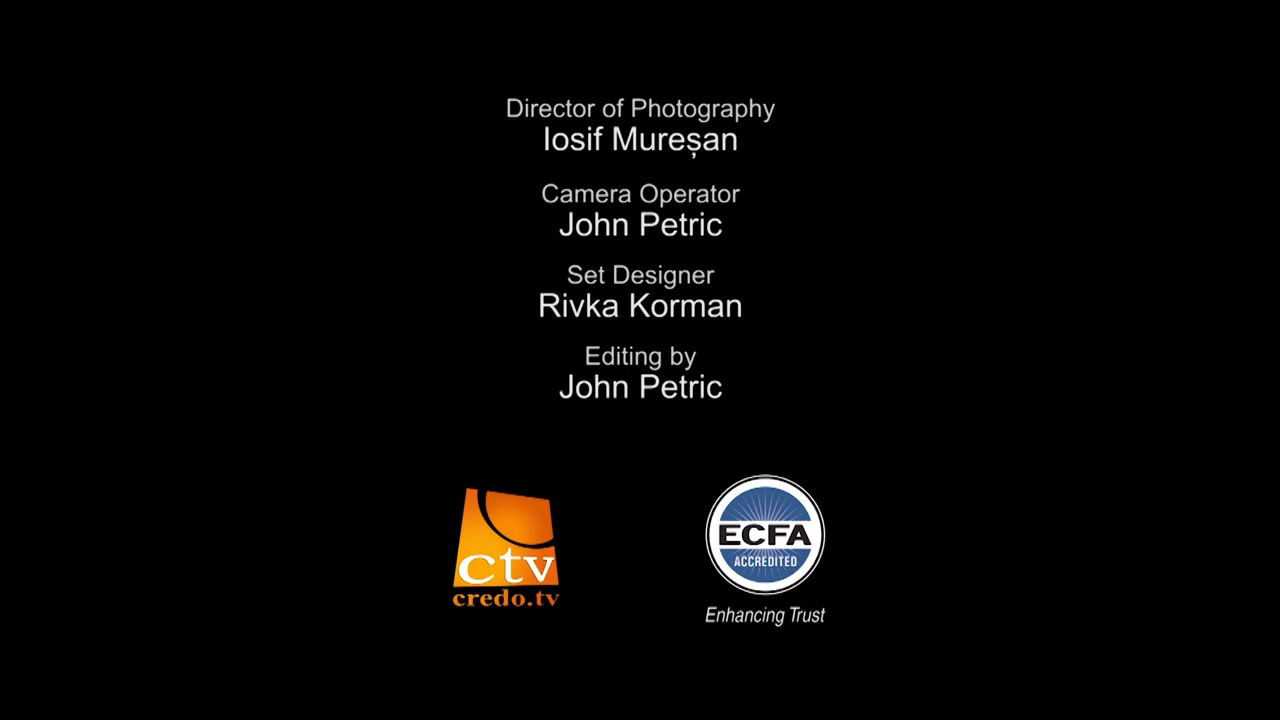 Director of Photography
Iosif Mureșan
Camera Operator
John Petric
Set Designer
Rivka Korman
Editing by
John Petric
ctv
credo.tv
ECFA
ACCREDITED
Enhancing Trust